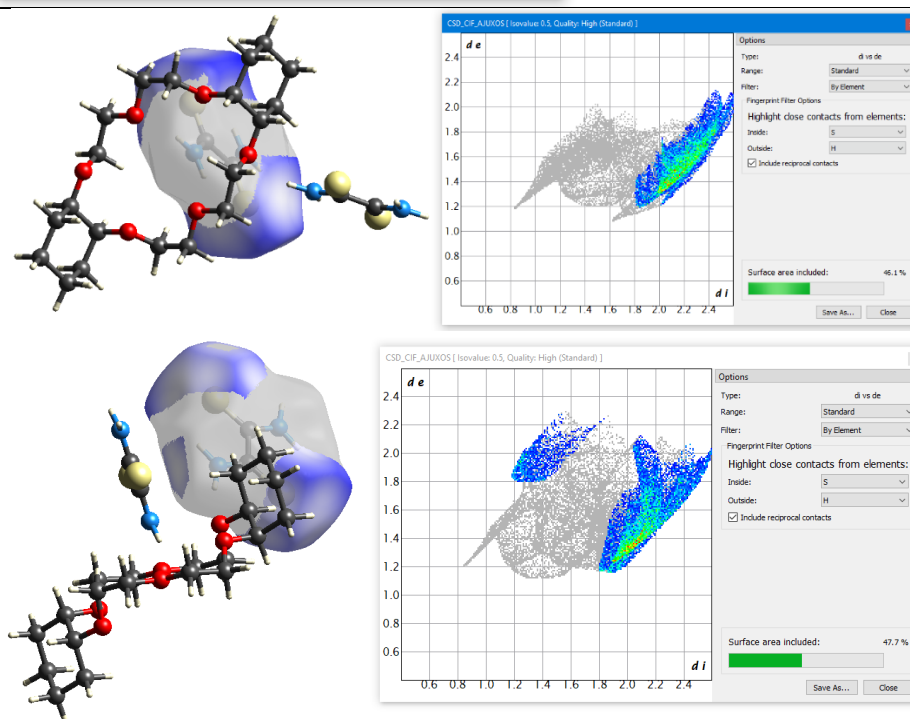 CSD_CIF_AJUXOS [ Isovalue: 0.5, Quality: High (Standard) ]
d e
2.4
2.2
2.0
1.8
1.6
1.4
1.2
1.0
0.8
0.6
d i
0.6 0.8 1.0 1.2 1.4 1.6 1.8 2.0 2.2 2.4
Options
Type: di vs de
Range: Standard
Filter: By Element
Fingerprint Filter Options
Highlight close contacts from elements:
Inside: S
Outside: H
Include reciprocal contacts
Surface area included: 46.1 %
Save As... Close
CSD_CIF_AJUXOS [ Isovalue: 0.5, Quality: High (Standard) ]
d e
2.4
2.2
2.0
1.8
1.6
1.4
1.2
1.0
0.8
0.6
d i
0.6 0.8 1.0 1.2 1.4 1.6 1.8 2.0 2.2 2.4
Options
Type: di vs de
Range: Standard
Filter: By Element
Fingerprint Filter Options
Highlight close contacts from elements:
Inside: S
Outside: H
Include reciprocal contacts
Surface area included: 47.7 %
Save As... Close